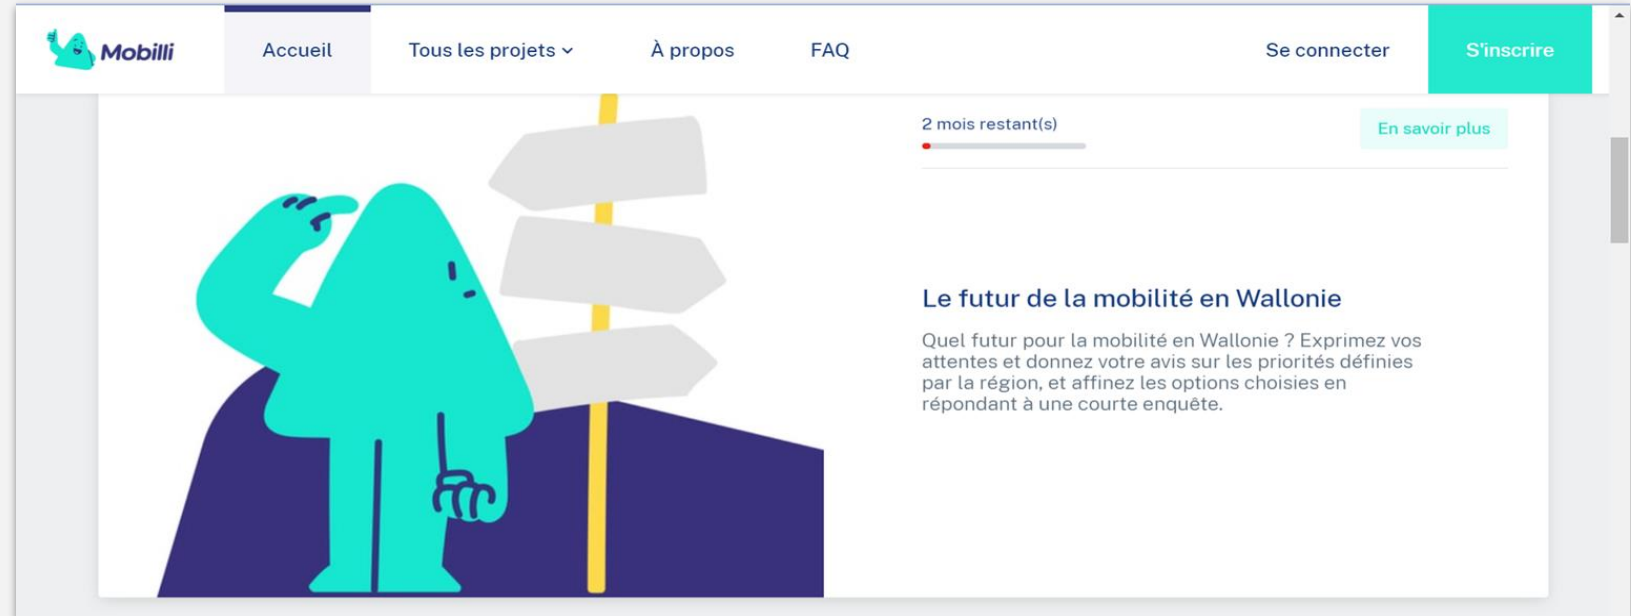 Mobilli
Accueil
Tous les projets
À propos
FAQ
Se connecter
S'inscrire
2 mois restant(s)
En savoir plus
Le futur de la mobilité en Wallonie
Quel futur pour la mobilité en Wallonie ? Exprimez vos
attentes et donnez votre avis sur les priorités définies
par la région, et affinez les options choisies en
répondant à une courte enquête.